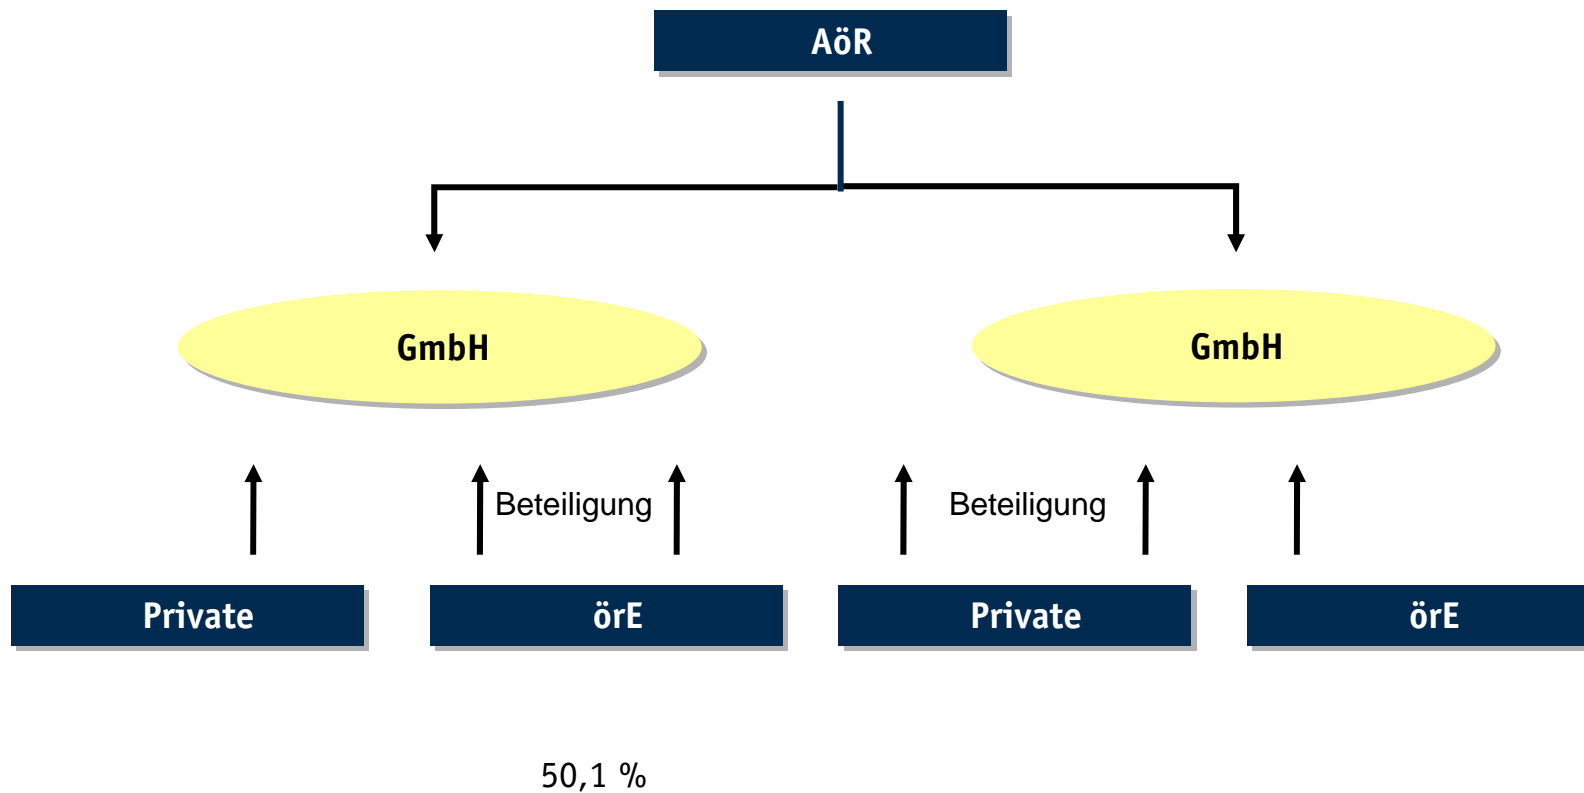 AöR
GmbH
GmbH
Beteiligung
Beteiligung
Private
örE
Private
örE
50,1 %